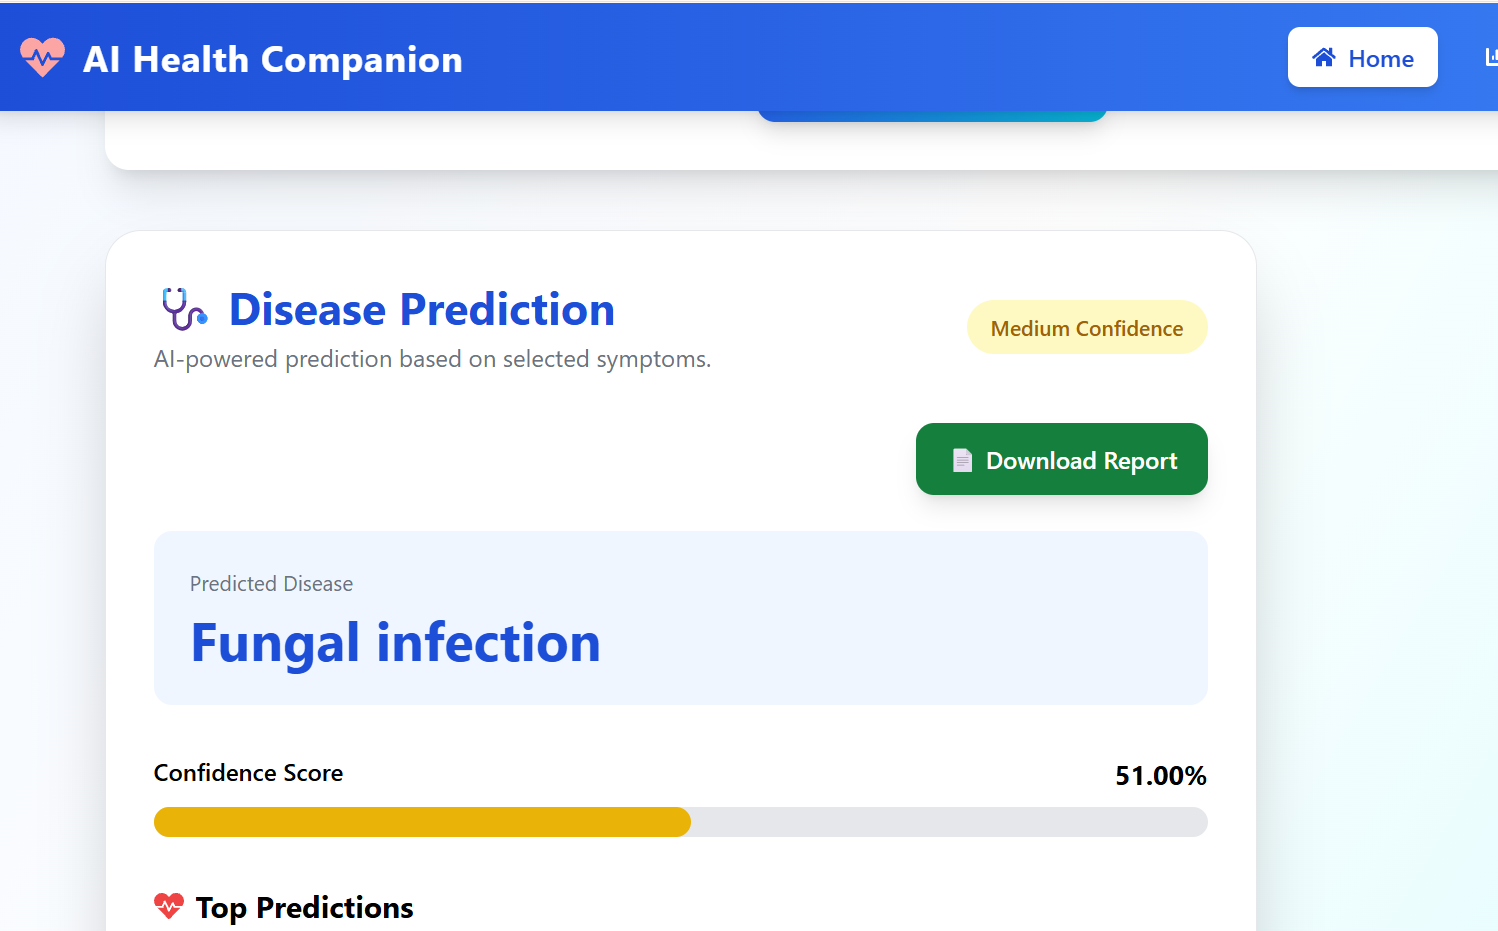 AI Health Companion
Home
Disease Prediction
Medium Confidence
AI-powered prediction based on selected symptoms.
Download Report
Predicted Disease
Fungal infection
Confidence Score
51.00%
Top Predictions